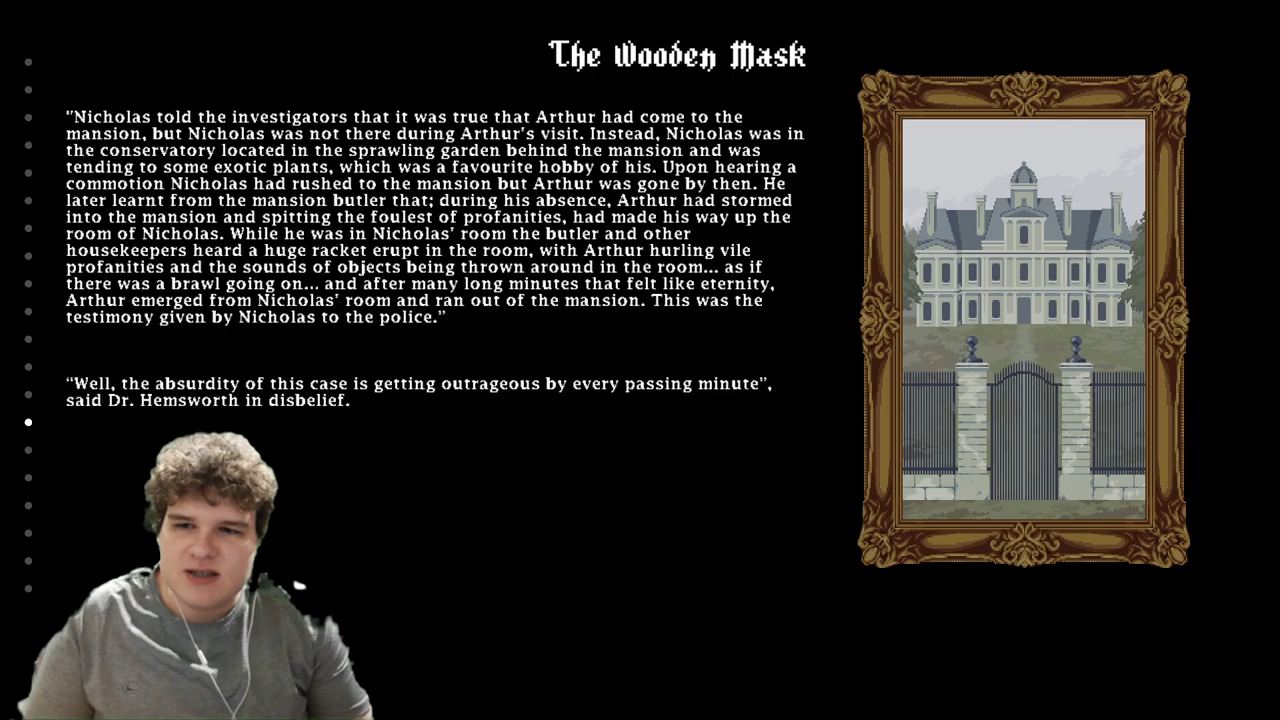 The Wooden Mask
"Nicholas told the investigators that it was true that Arthur had come to the
mansion, but Nicholas was not there during Arthur's visit. Instead, Nicholas was in
the conservatory located in the sprawling garden behind the mansion and was
tending to some exotic plants, which was a favourite hobby of his. Upon hearing a
commotion Nicholas had rushed to the mansion but Arthur was gone by then. He
later learnt from the mansion butler that; during his absence, Arthur had stormed
into the mansion and spitting the foulest of profanities, had made his way up the
room of Nicholas. While he was in Nicholas' room the butler and other
housekeepers heard a huge racket erupt in the room, with Arthur hurling vile
profanities and the sounds of objects being thrown around in the room... as if
there was a brawl going on... and after many long minutes that felt like eternity,
Arthur emerged from Nicholas' room and ran out of the mansion. This was the
testimony given by Nicholas to the police.”
“Well, the absurdity of this case is getting outrageous by every passing minute”,
said Dr. Hemsworth in disbelief.